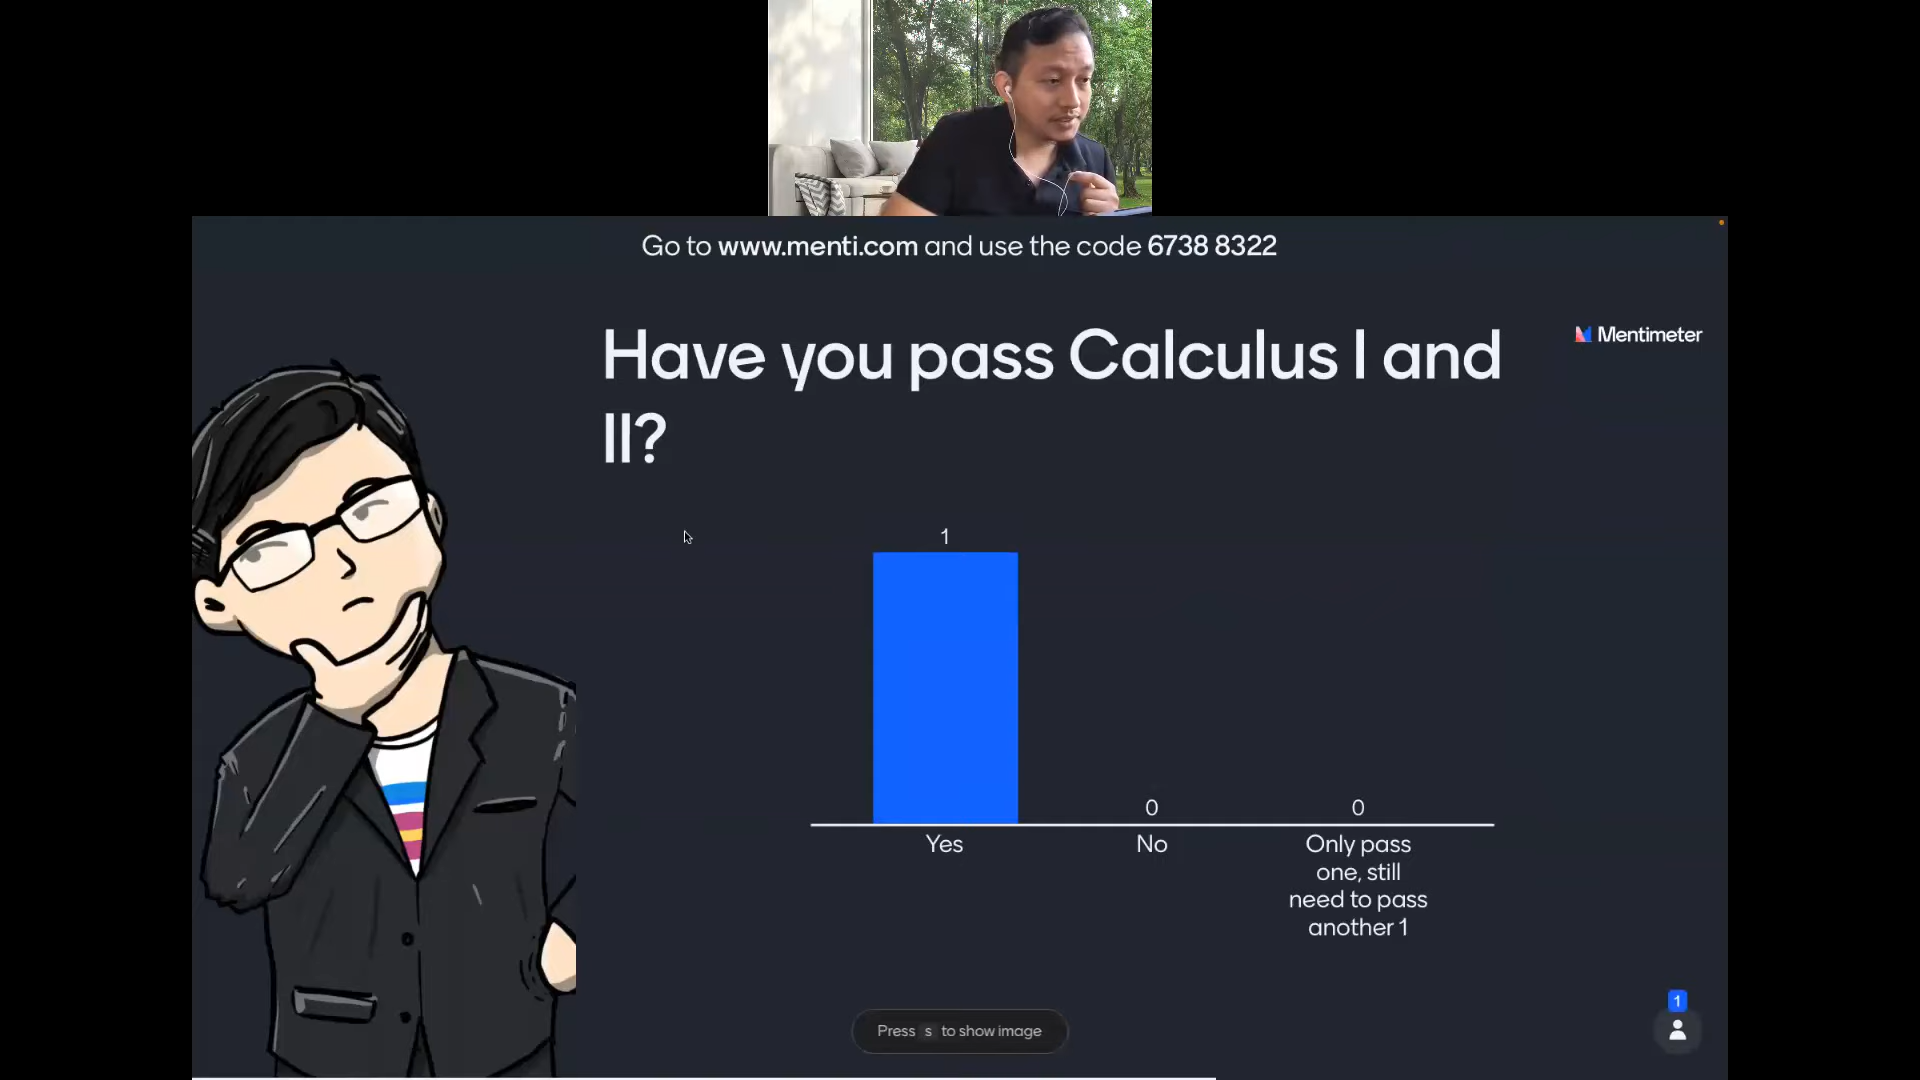 Go to www.menti.com and use the code 6738 8322
Mentimeter
Have you pass Calculus I and
II?
1
0
0
Yes
No
Only pass
one, still
need to pass
another 1
1
Press s to show image